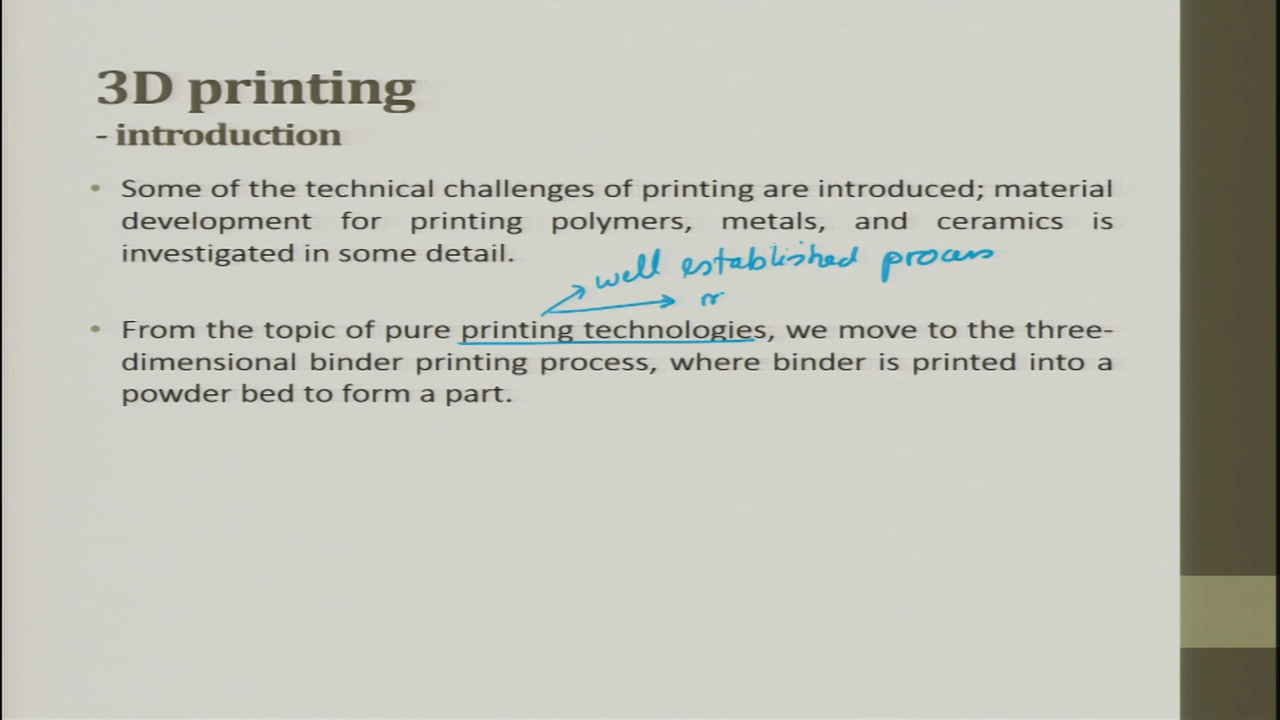 3D printing
- introduction
• Some of the technical challenges of printing are introduced; material
development for printing polymers, metals, and ceramics is
investigated in some detail.
well established process
• From the topic of pure printing technologies, we move to the three-
dimensional binder printing process, where binder is printed into a
powder bed to form a part.